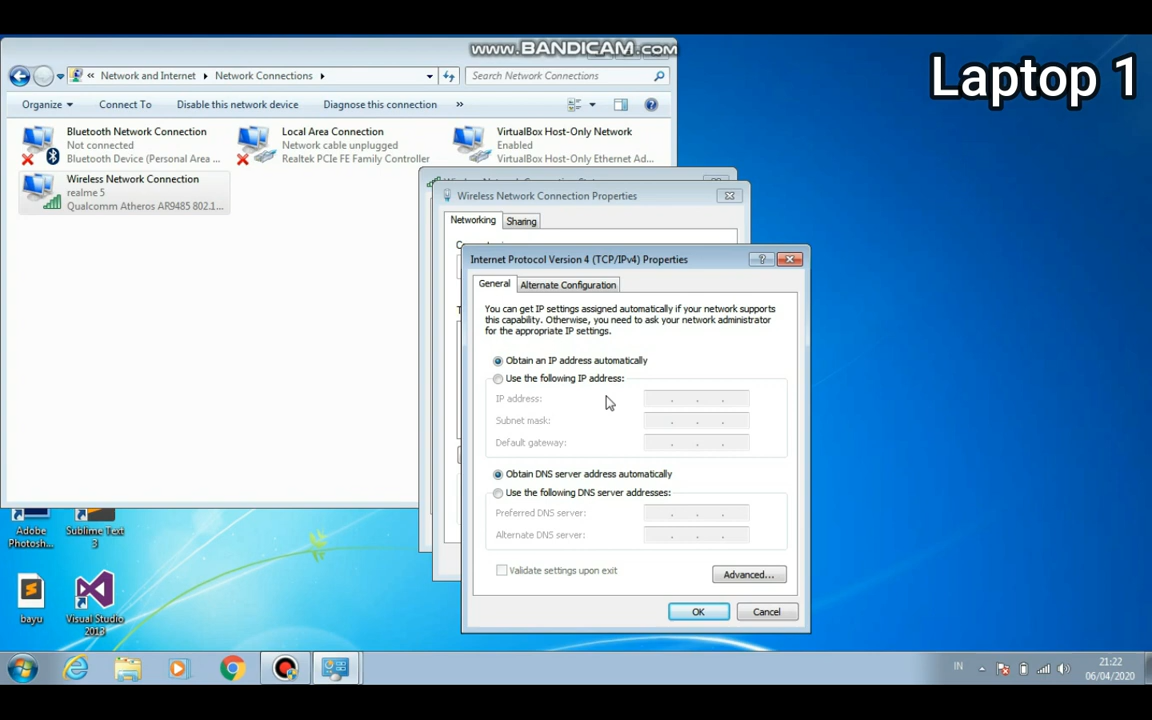 www.BANDICAM.com
Laptop 1
Network and Internet
Network Connections
Search Network Connections
Organize
Connect To
Disable this network device
Diagnose this connection
»
Bluetooth Network Connection
Not connected
Bluetooth Device (Personal Area ...
Local Area Connection
Network cable unplugged
Realtek PCIe FE Family Controller
VirtualBox Host-Only Network
Enabled
VirtualBox Host-Only Ethernet Ad...
Wireless Network Connection
realme 5
Qualcomm Atheros AR9485 802.1...
Wireless Network Connection Properties
Networking
Sharing
Internet Protocol Version 4 (TCP/IPv4) Properties
General
Alternate Configuration
You can get IP settings assigned automatically if your network supports
this capability. Otherwise, you need to ask your network administrator
for the appropriate IP settings.
Obtain an IP address automatically
Use the following IP address:
IP address:
Subnet mask:
Default gateway:
Obtain DNS server address automatically
Use the following DNS server addresses:
Preferred DNS server:
Alternate DNS server:
Validate settings upon exit
Advanced...
OK
Cancel
Adobe
Photosh...
Sublime Text
3
bayu
Visual Studio
2013
IN
21:22
06/04/2020